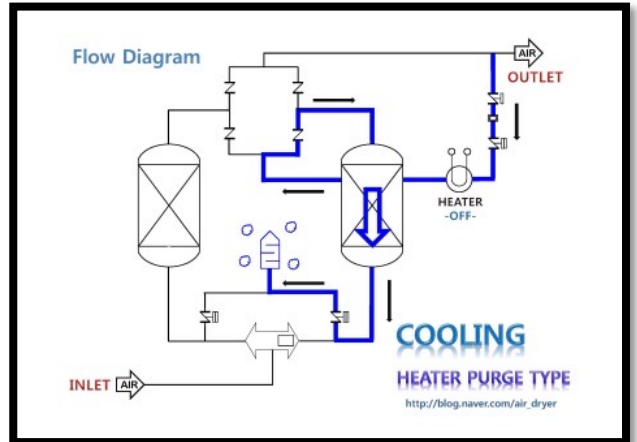 Flow Diagram
AIR
OUTLET
HEATER
-OFF-
COOLING
INLET AIR
HEATER PURGE TYPE
http://blog.naver.com/air_dryer